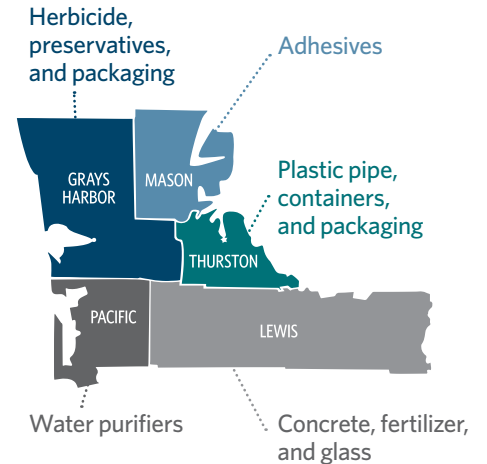 Herbicide,
preservatives,
and packaging
Adhesives
GRAYS
HARBOR
MASON
Plastic pipe,
containers,
and packaging
THURSTON
PACIFIC
LEWIS
Water purifiers
Concrete, fertilizer,
and glass